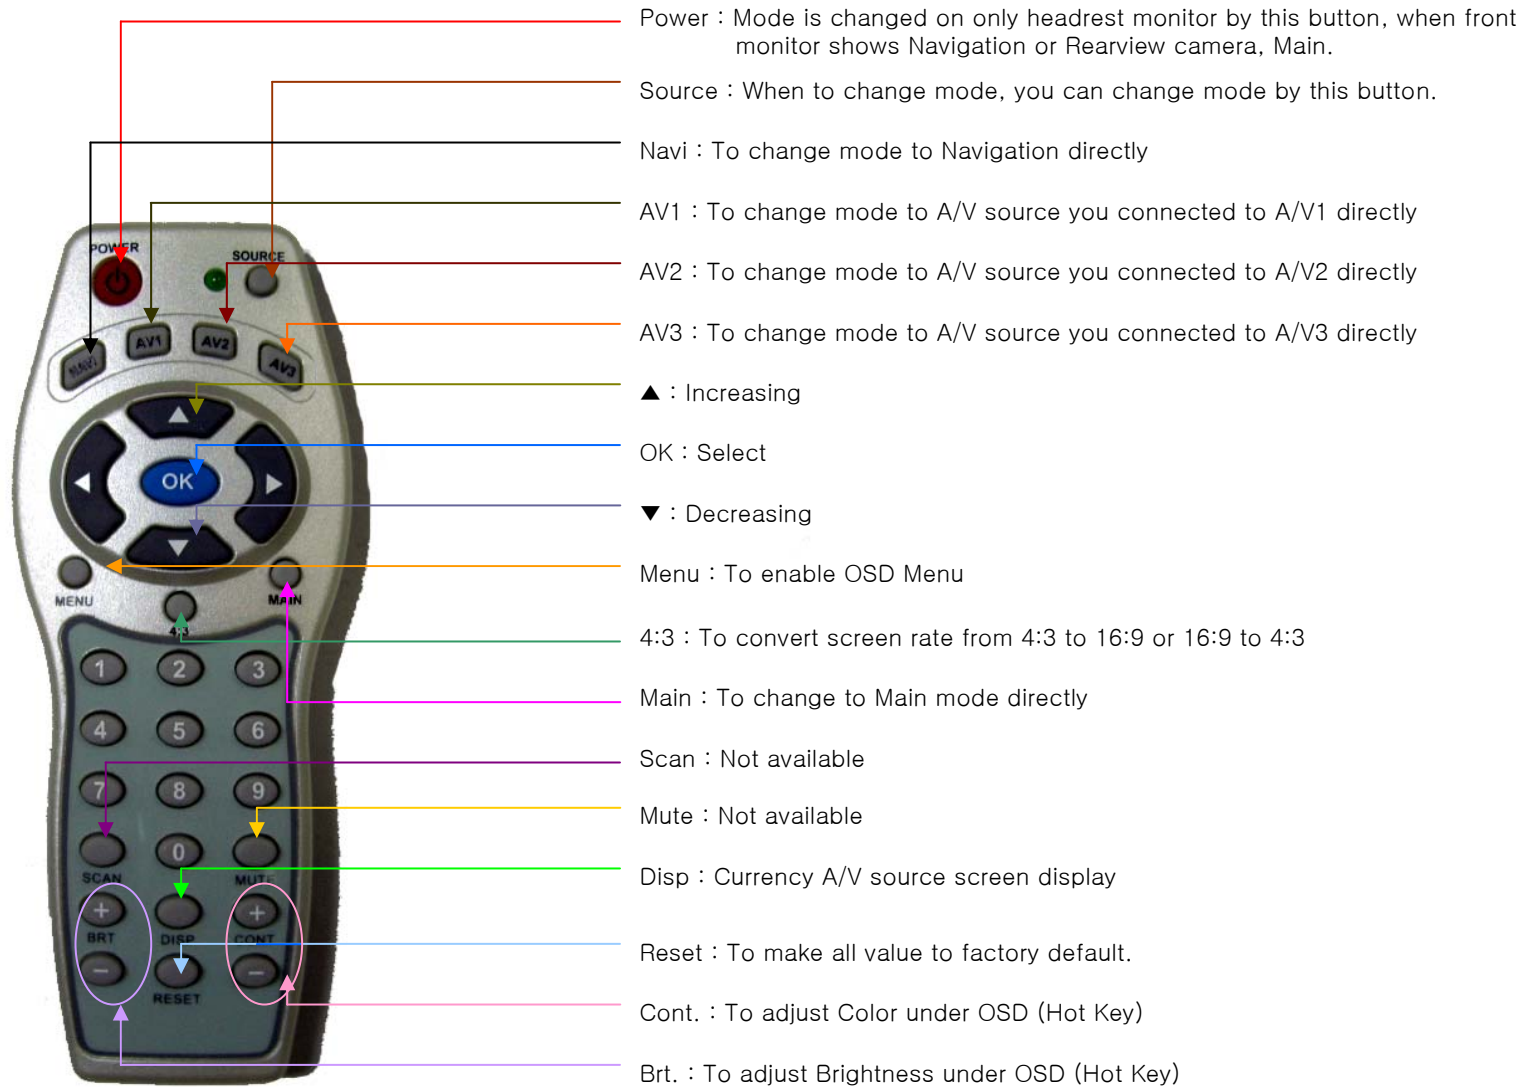 Power : Mode is changed on only headrest monitor by this button, when front
monitor shows Navigation or Rearview camera, Main.
Source : When to change mode, you can change mode by this button.
Navi : To change mode to Navigation directly
AV1 : To change mode to A/V source you connected to A/V1 directly
AV2 : To change mode to A/V source you connected to A/V2 directly
AV3 : To change mode to A/V source you connected to A/V3 directly
▲ : Increasing
OK : Select
▼ : Decreasing
Menu : To enable OSD Menu
4:3 : To convert screen rate from 4:3 to 16:9 or 16:9 to 4:3
Main : To change to Main mode directly
Scan : Not available
Mute : Not available
Disp : Currency A/V source screen display
Reset : To make all value to factory default.
Cont. : To adjust Color under OSD (Hot Key)
Brt. : To adjust Brightness under OSD (Hot Key)
POWER
SOURCE
NAVI
AV1
AV2
AV3
OK
MENU
MAIN
4:3
1 2 3
4 5 6
7 8 9
0
SCAN
MUTE
+ +
BRT DISP CONT
- -
RESET